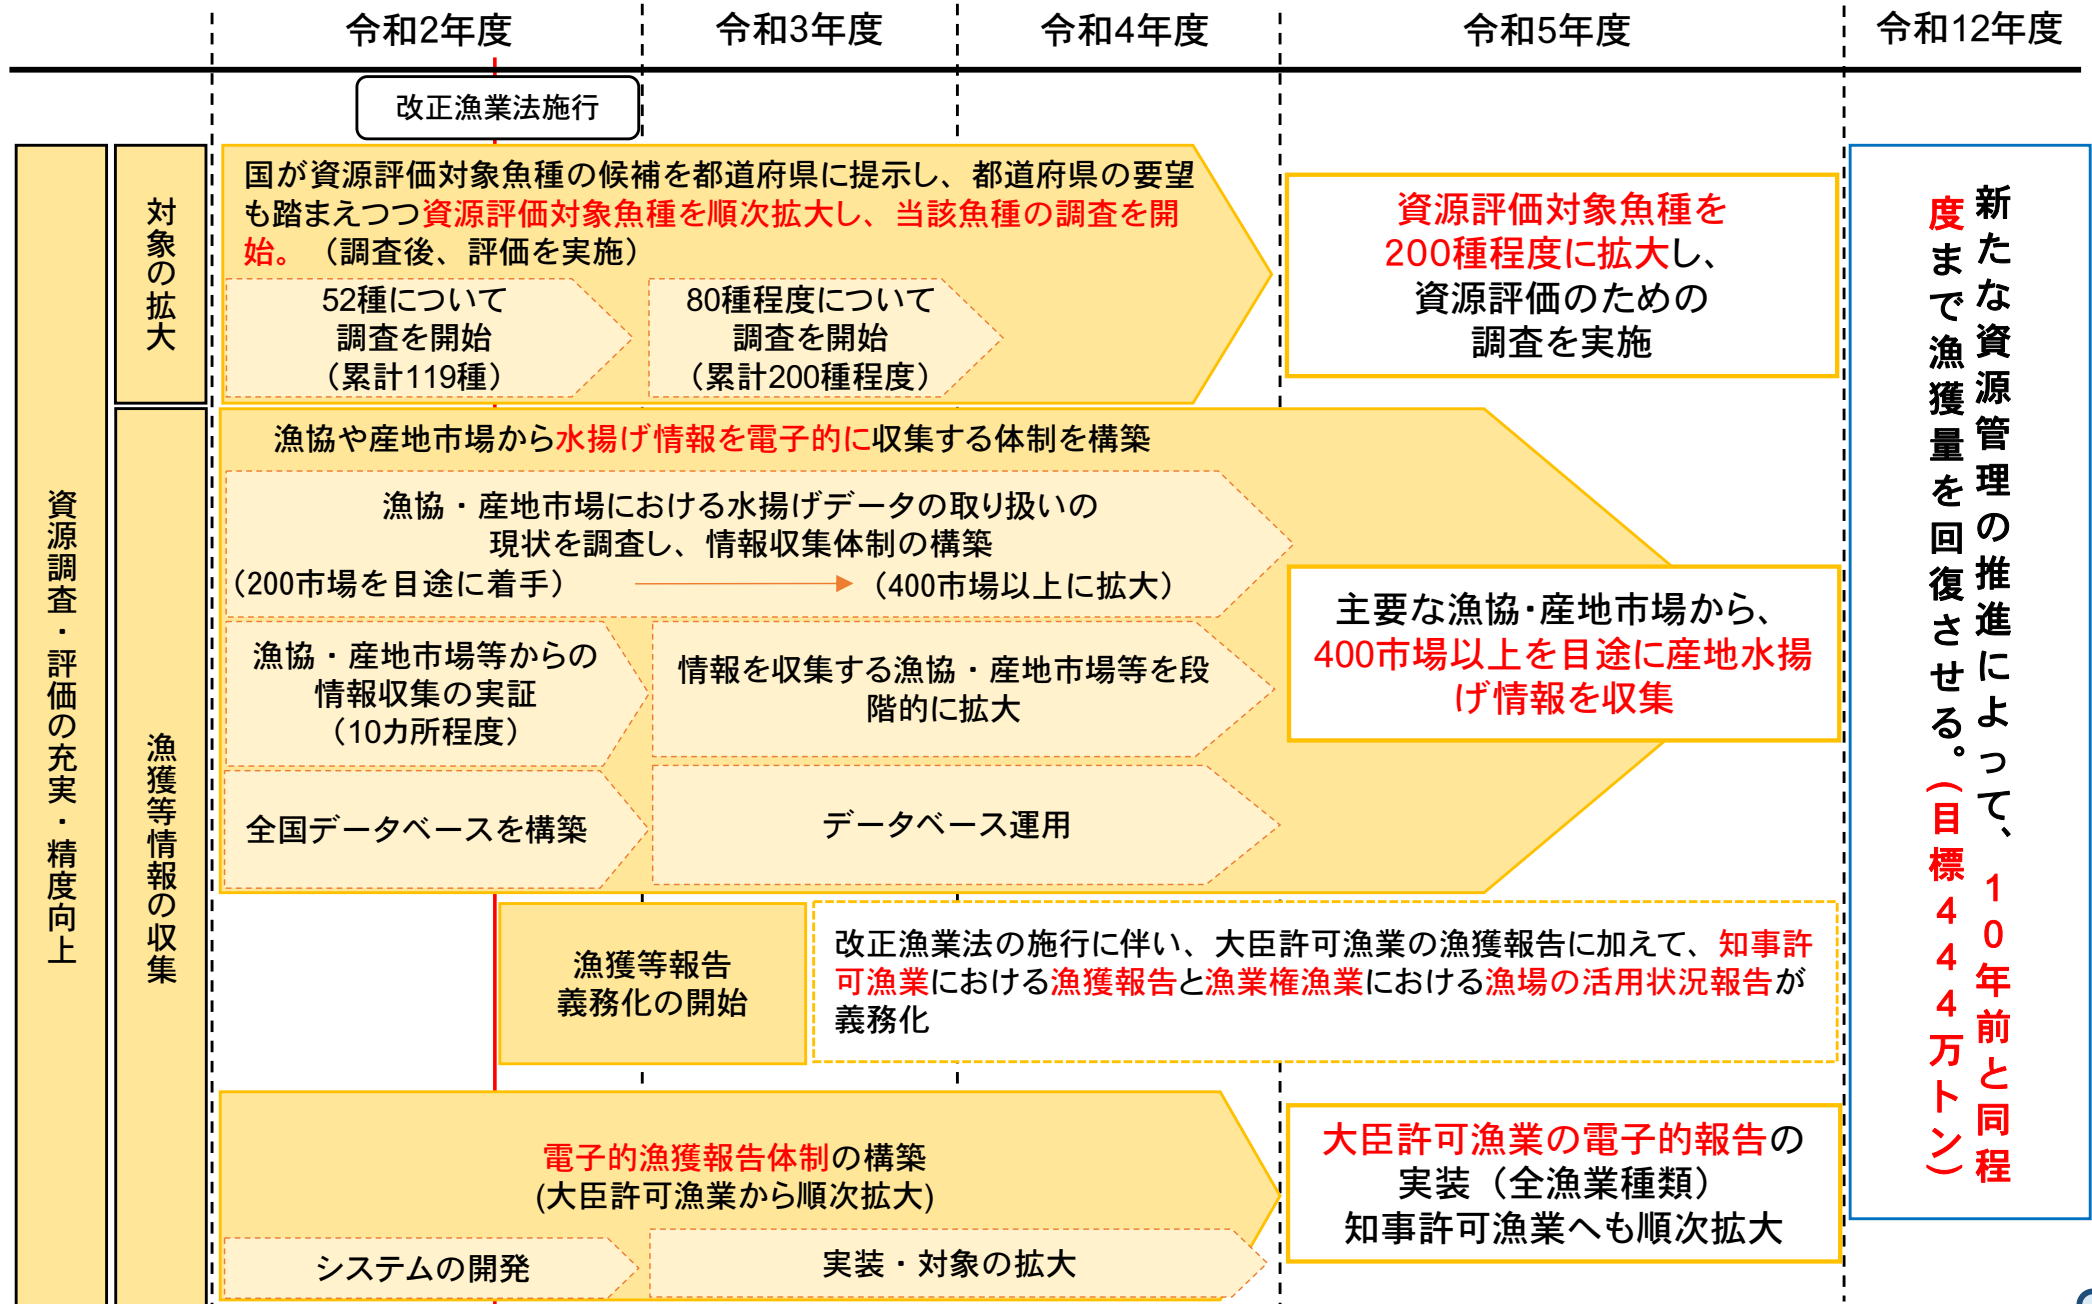 令和2年度
令和3年度
令和4年度
令和5年度
令和12年度
改正漁業法施行
資源調査・評価の充実・精度向上
対象の拡大
国が資源評価対象魚種の候補を都道府県に提示し、都道府県の要望
も踏まえつつ資源評価対象魚種を順次拡大し、当該魚種の調査を開
始。（調査後、評価を実施）
52種について
調査を開始
（累計119種）
80種程度について
調査を開始
（累計200種程度）
資源評価対象魚種を
200種程度に拡大し、
資源評価のための
調査を実施
漁獲等情報の収集
漁協や産地市場から水揚げ情報を電子的に収集する体制を構築
漁協・産地市場における水揚げデータの取り扱いの
現状を調査し、情報収集体制の構築
（200市場を目途に着手）
（400市場以上に拡大）
漁協・産地市場等からの
情報収集の実証
（10カ所程度）
情報を収集する漁協・産地市場等を段
階的に拡大
全国データベースを構築
データベース運用
主要な漁協・産地市場から、
400市場以上を目途に産地水揚
げ情報を収集
漁獲等報告
義務化の開始
改正漁業法の施行に伴い、大臣許可漁業の漁獲報告に加えて、知事許
可漁業における漁獲報告と漁業権漁業における漁場の活用状況報告が
義務化
電子的漁獲報告体制の構築
(大臣許可漁業から順次拡大)
システムの開発
実装・対象の拡大
大臣許可漁業の電子的報告の
実装（全漁業種類）
知事許可漁業へも順次拡大
新たな資源管理の推進によって、１０年前と同程
度まで漁獲量を回復させる。（目標４４４万トン）